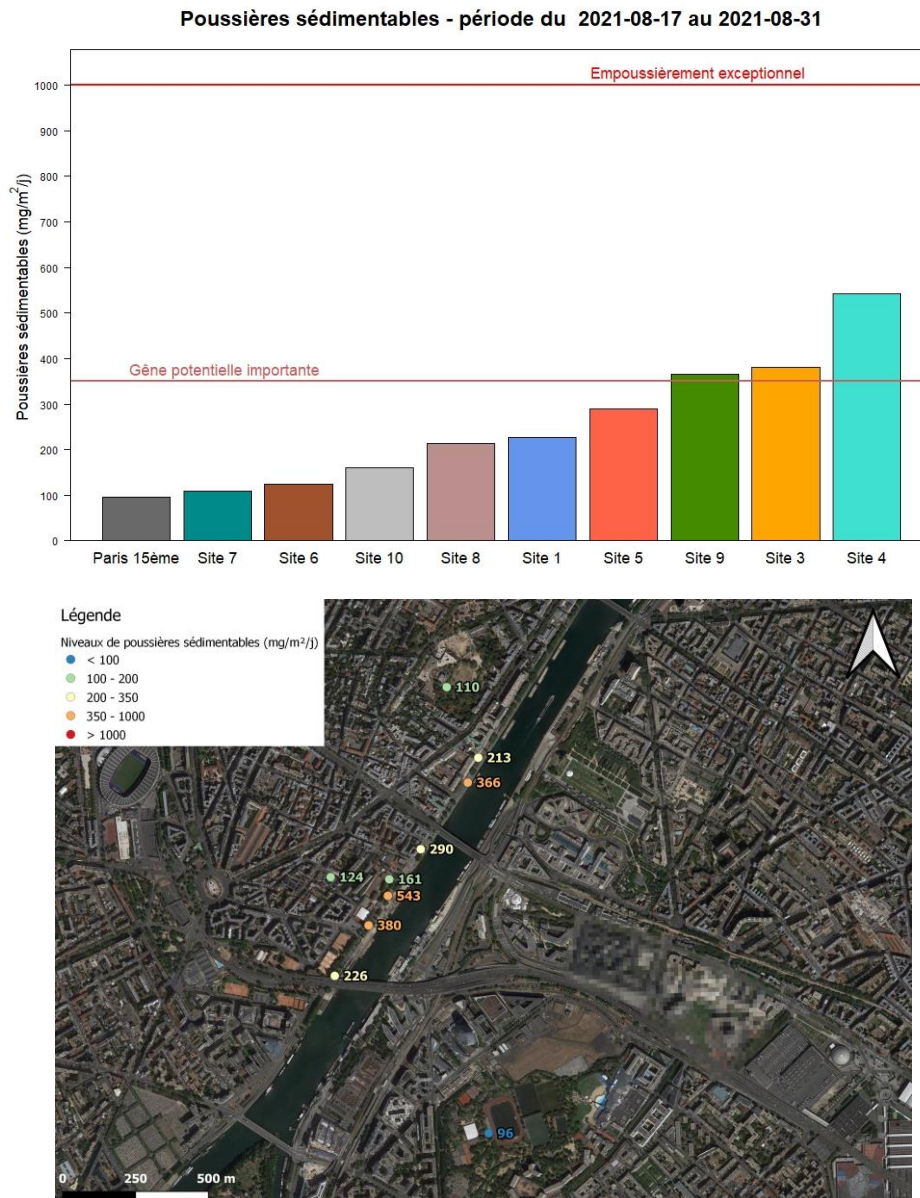 Poussières sédimentables - période du 2021-08-17 au 2021-08-31
Poussières sédimentables (mg/m²/j)
1000
900
800
700
600
500
400
300
200
100
0
Empoussièrement exceptionnel
Gêne potentielle importante
Paris 15ème Site 7 Site 6 Site 10 Site 8 Site 1 Site 5 Site 9 Site 3 Site 4
Légende
Niveaux de poussières sédimentables (mg/m²/j)
< 100
100 - 200
200 - 350
350 - 1000
> 1000
110
213
366
290
124
161
543
380
226
96
0 250 500 m